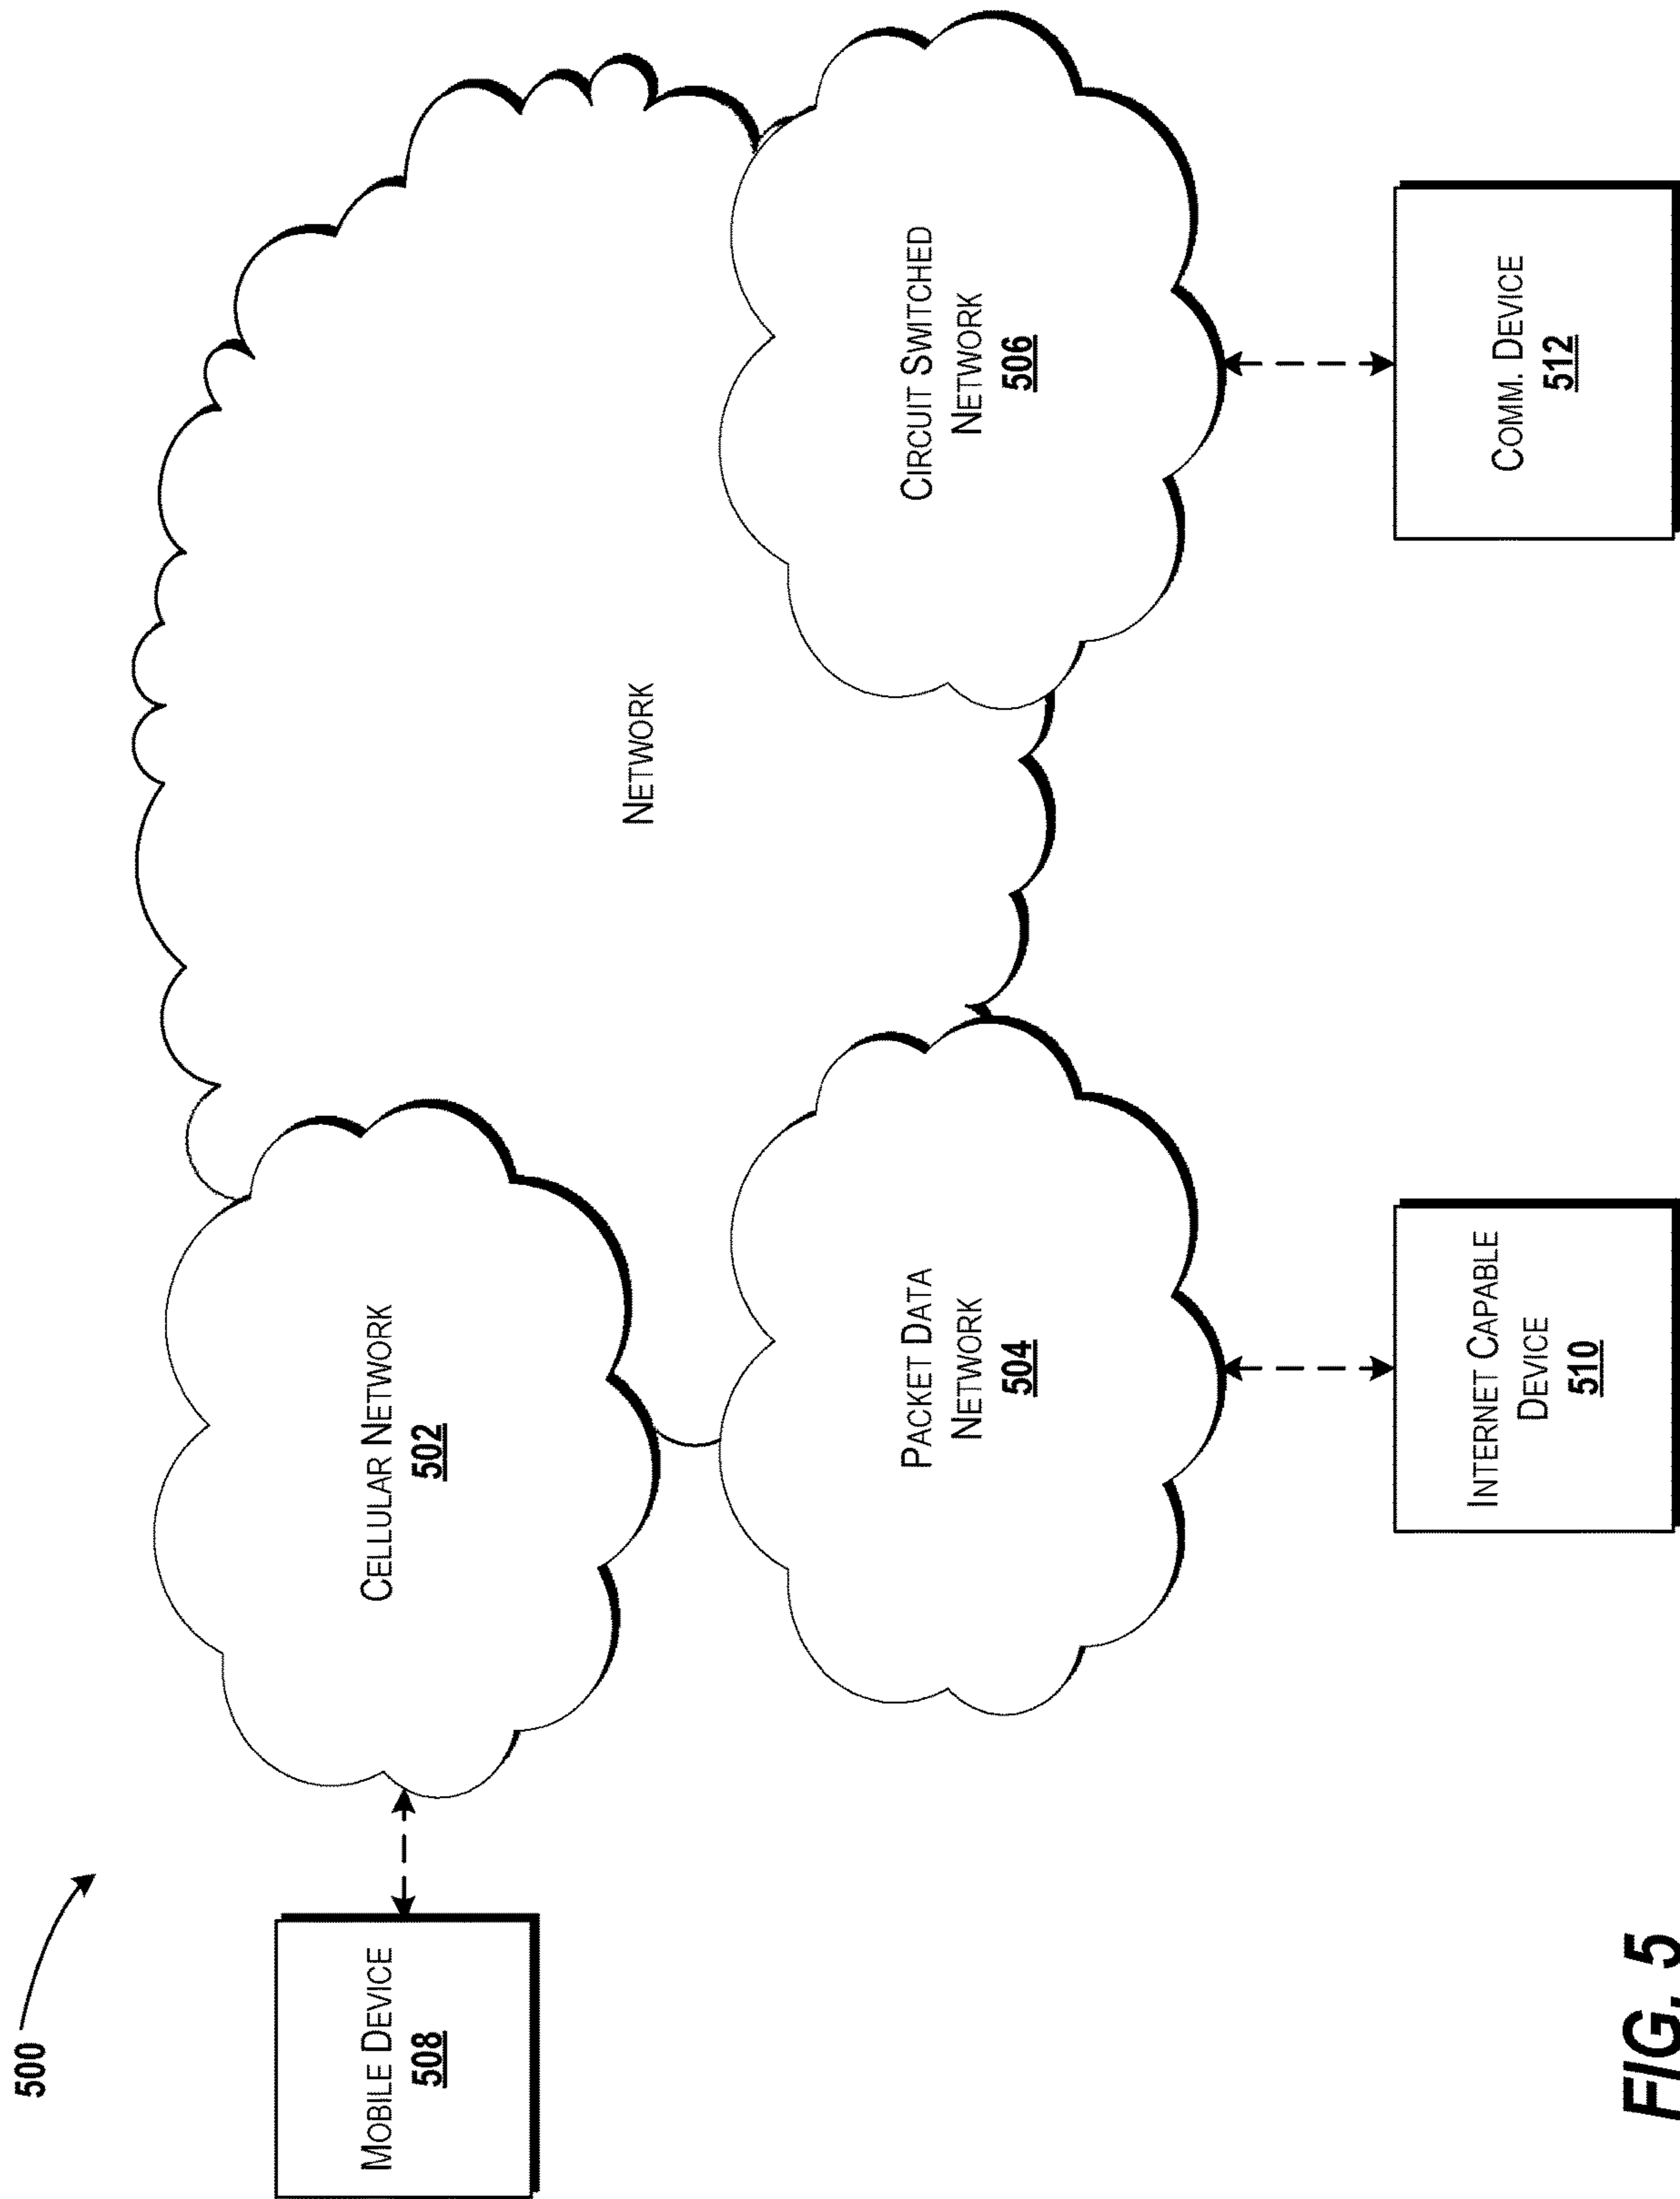 500
MOBILE DEVICE
508
CELLULAR NETWORK
502
NETWORK
PACKET DATA
NETWORK
504
CIRCUIT SWITCHED
NETWORK
506
INTERNET CAPABLE
DEVICE
510
COMM. DEVICE
512
FIG. 5